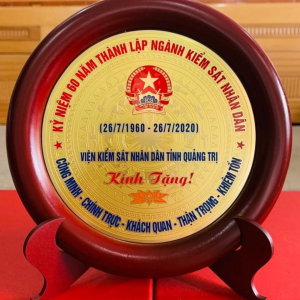 KỶ NIỆM 60 NĂM THÀNH LẬP NGÀNH KIỂM SÁT NHÂN DÂN
(26/7/1960 - 26/7/2020)
VIỆN KIỂM SÁT NHÂN DÂN TỈNH QUẢNG TRỊ
Kính Tặng!
CÔNG MINH - CHÍNH TRỰC - KHÁCH QUAN - THẬN TRỌNG - KHIÊM TỐN